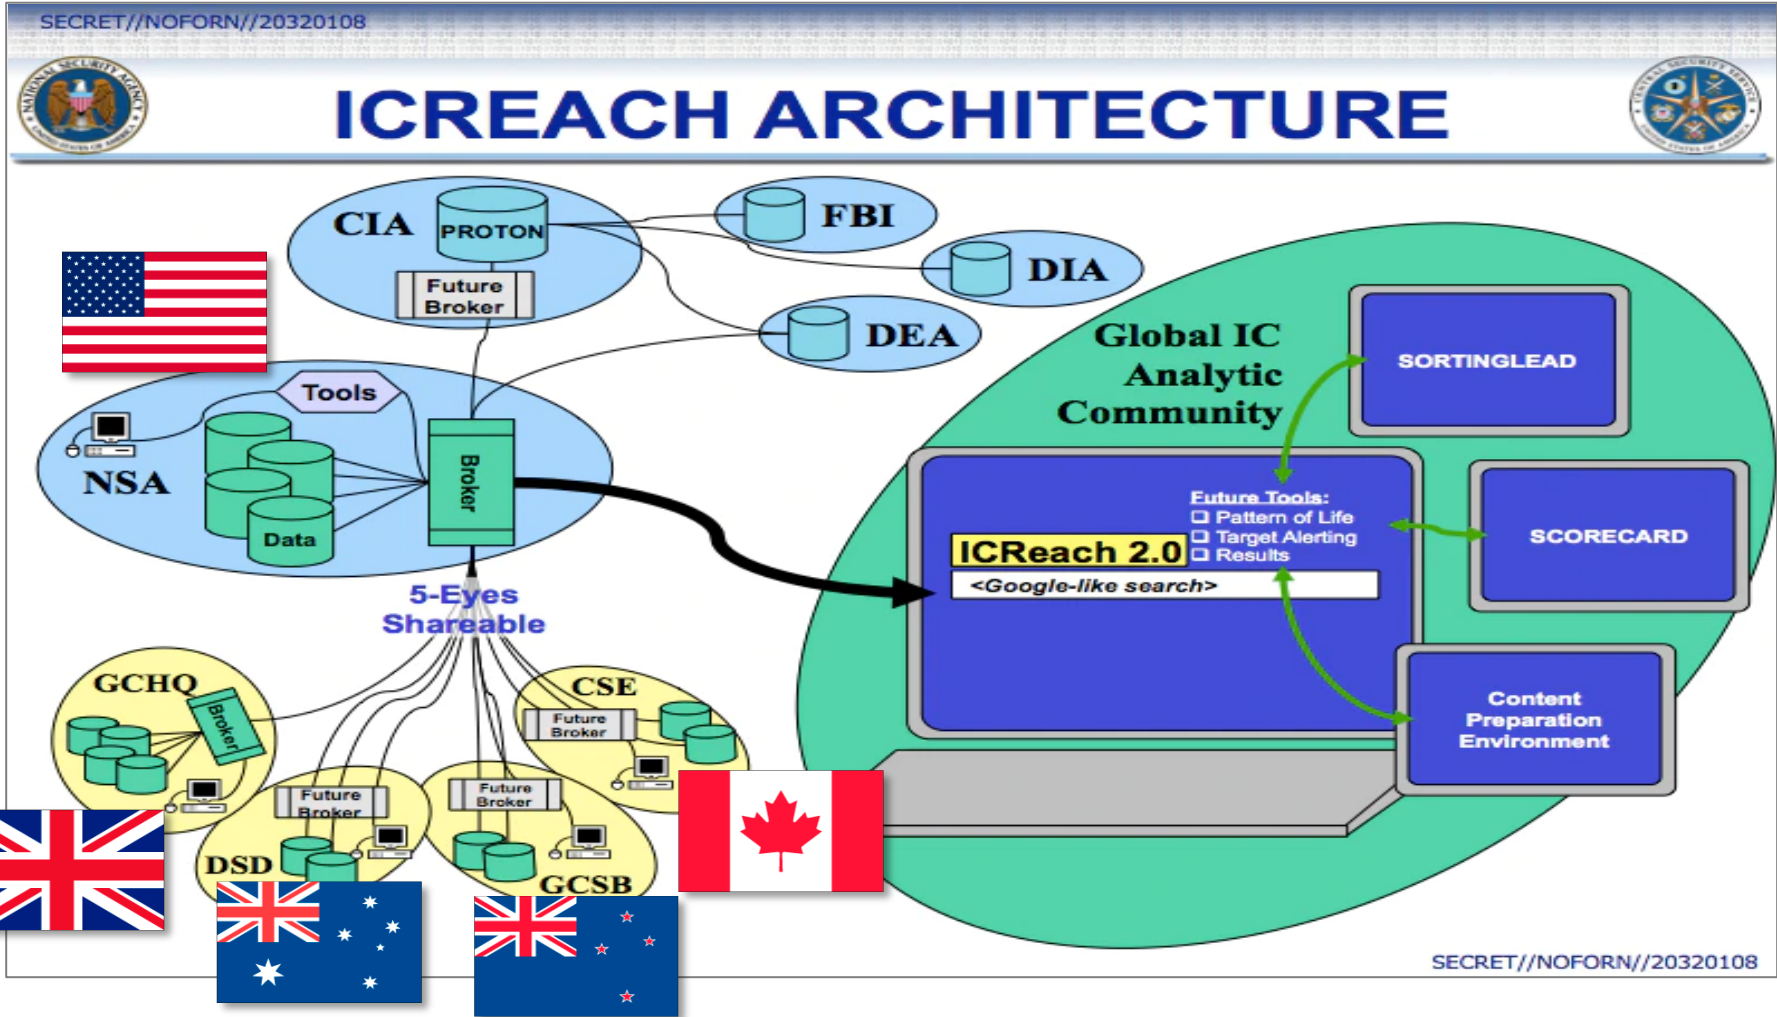 SECRET//NOFORN//20320108
ICREACH ARCHITECTURE
CIA
PROTON
Future
Broker
FBI
DIA
DEA
Tools
NSA
Data
Broker
5-Eyes
Shareable
GCHQ
Broker
DSD
Future
Broker
GCSB
Future
Broker
CSE
Future
Broker
Global IC
Analytic
Community
SORTINGLEAD
SCORECARD
Content
Preparation
Environment
Future Tools:
Pattern of Life
Target Alerting
Results
ICReach 2.0
<Google-like search>
SECRET//NOFORN//20320108